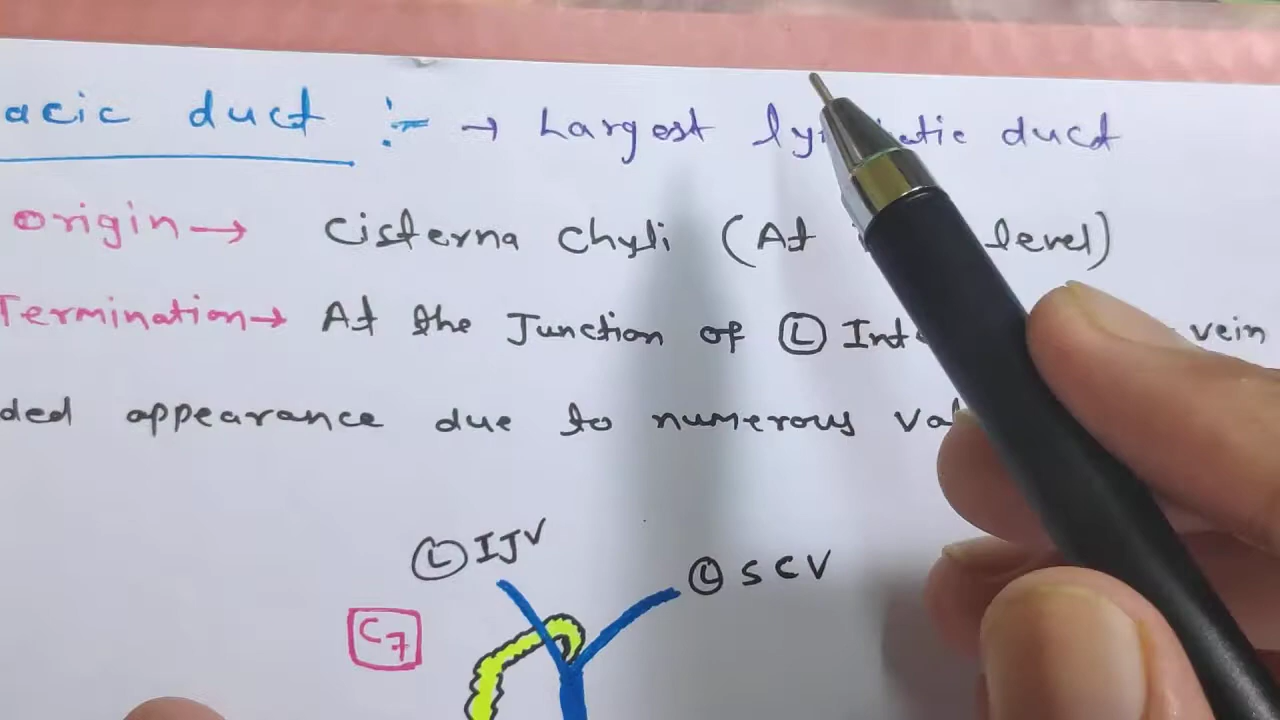 acic duct :- → Largest ly atic duct
Origin → Cisterna Chyli (At level)
Termination → At the Junction of Ⓛ Int vein
ded appearance due to numerous val
Ⓛ IJV
Ⓛ SCV
C7